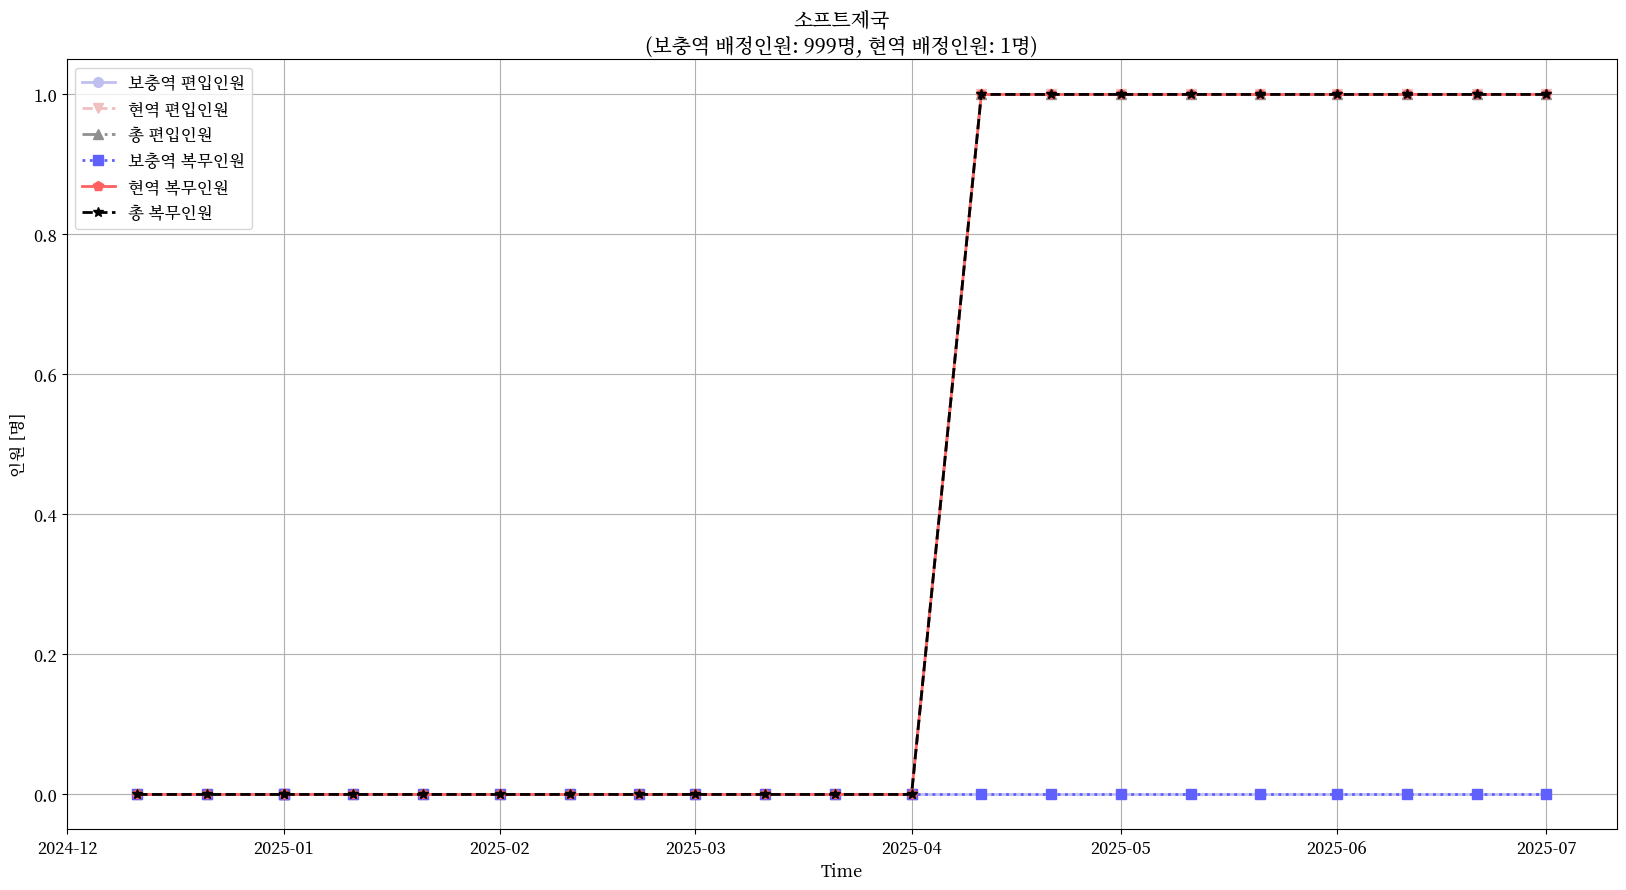 소프트제국
(보충역 배정인원: 999명, 현역 배정인원: 1명)
보충역 편입인원
현역 편입인원
총 편입인원
보충역 복무인원
현역 복무인원
총 복무인원
1.0
0.8
0.6
0.4
0.2
0.0
인원 [명]
2024-12
2025-01
2025-02
2025-03
2025-04
2025-05
2025-06
2025-07
Time